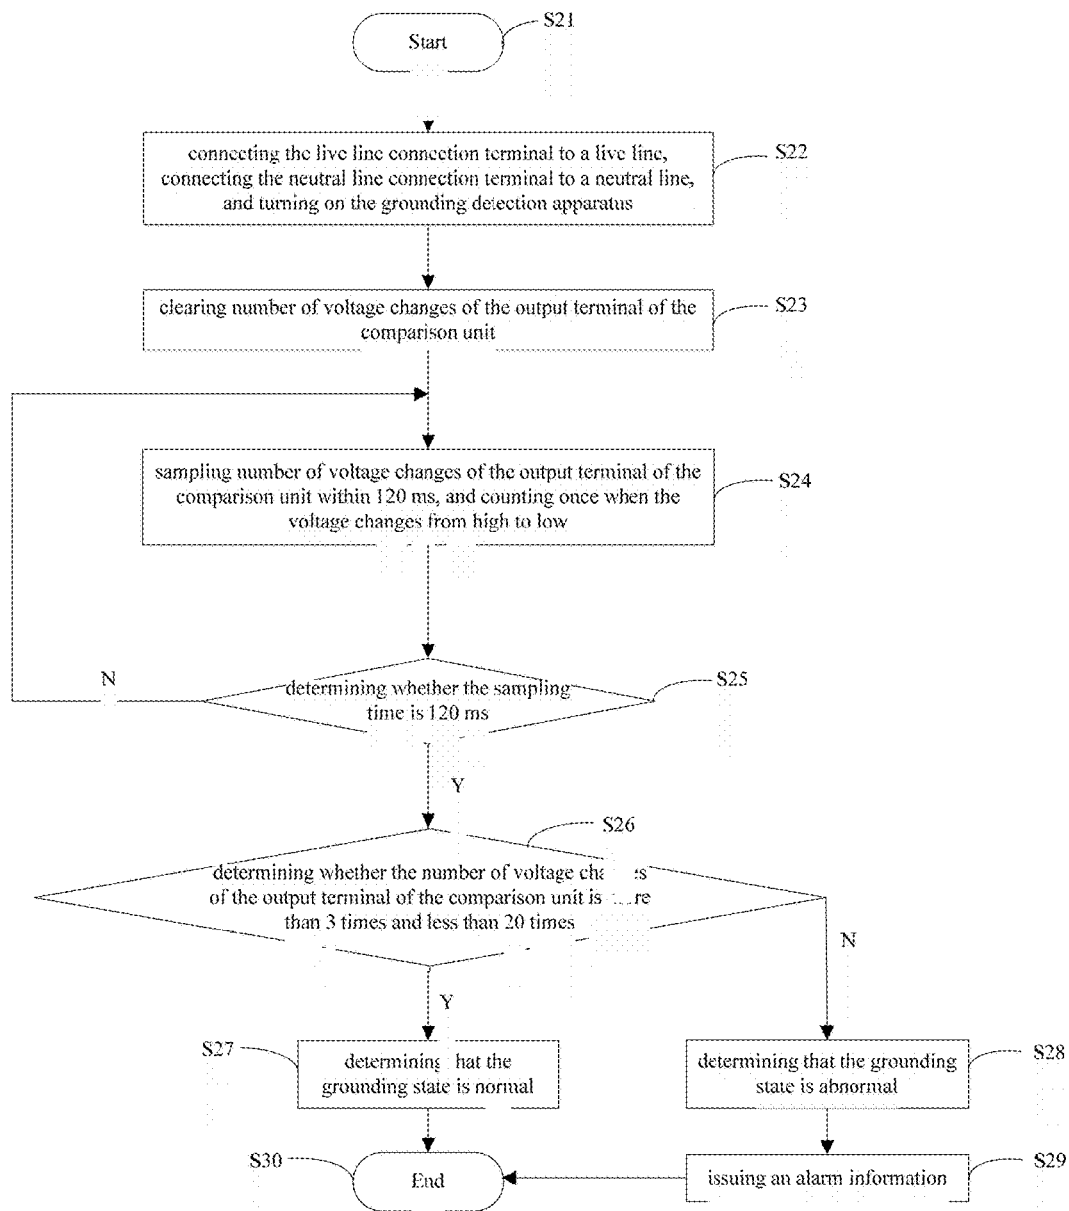 Start
S21
connecting the live line connection terminal to a live line,
connecting the neutral line connection terminal to a neutral line,
and turning on the grounding detection apparatus
S22
clearing number of voltage changes of the output terminal of the
comparison unit
S23
sampling number of voltage changes of the output terminal of the
comparison unit within 120 ms, and counting once when the
voltage changes from high to low
S24
N
determining whether the sampling
time is 120 ms
S25
Y
S26
determining whether the number of voltage
of the output terminal of the comparison unit is
than 3 times and less than 20 times
N
Y
S27
determining that the
grounding state is normal
determining that the grounding
state is abnormal
S28
S30
End
issuing an alarm information
S29